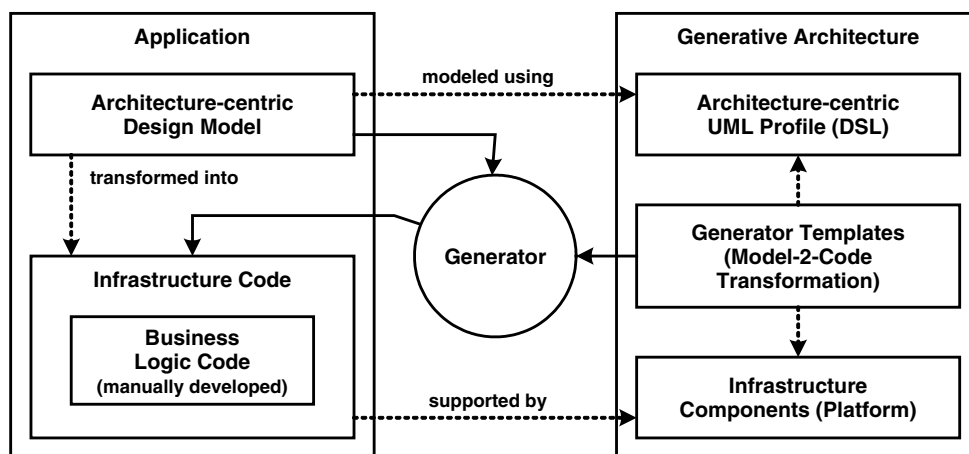 Application
Generative Architecture
Architecture-centric
Design Model
modeled using
Architecture-centric
UML Profile (DSL)
transformed into
Generator
Generator Templates
(Model-2-Code
Transformation)
Infrastructure Code
Business
Logic Code
(manually developed)
supported by
Infrastructure
Components (Platform)